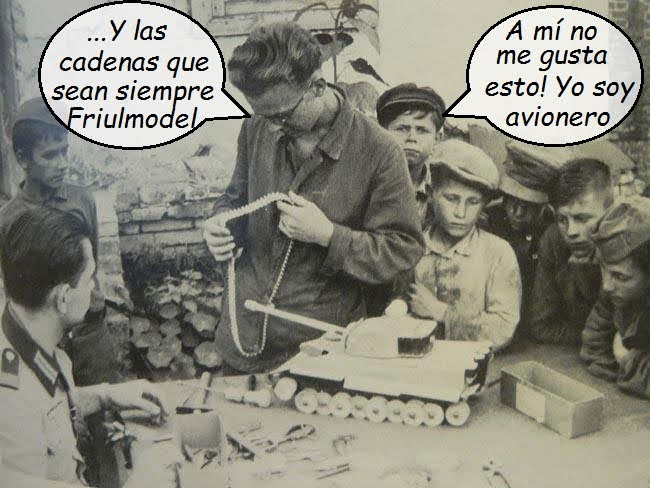 ...Y las
cadenas que
sean siempre
Friulmodel
A mí no
me gusta
esto! Yo soy
avionero